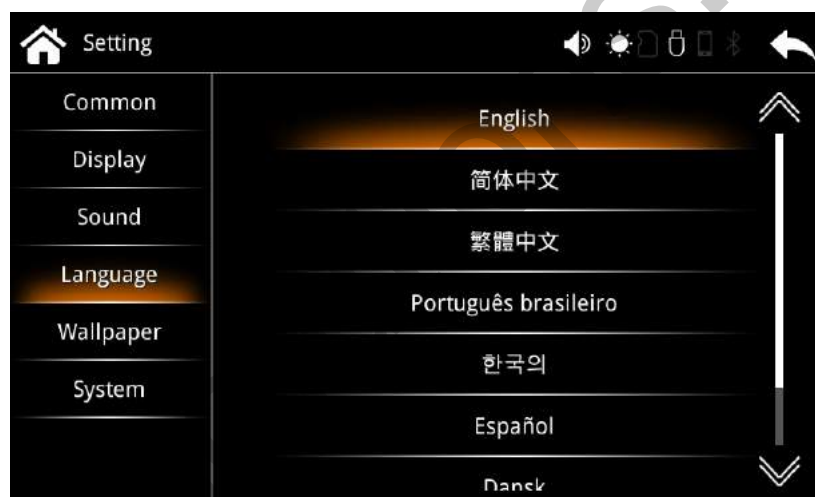 Setting
Common
Display
Sound
Language
Wallpaper
System
English
简体中文
繁體中文
Português brasileiro
한국의
Español
Dansk